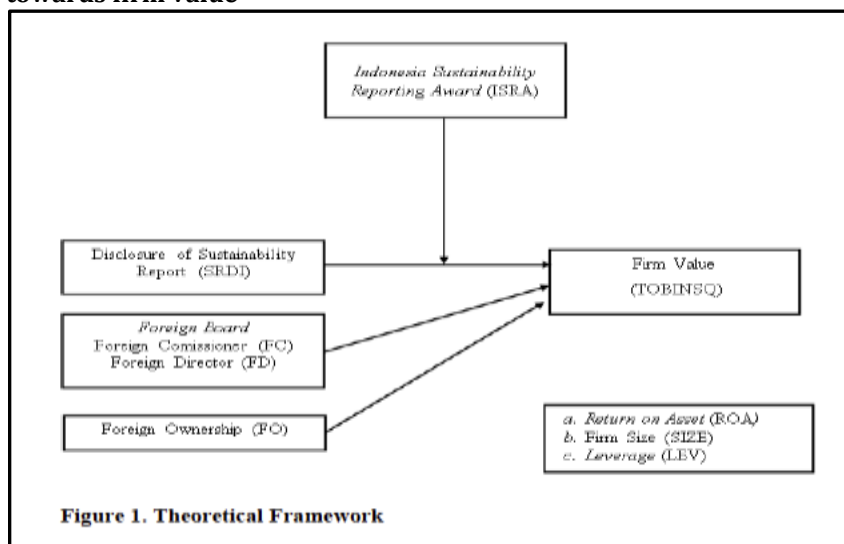 towards firm value
Indonesia Sustainability
Reporting Award (ISRA)
Disclosure of Sustainability
Report (SRDI)
Firm Value
(TOBINSQ)
Foreign Board
Foreign Comissioner (FC)
Foreign Director (FD)
Foreign Ownership (FO)
a. Return on Asset (ROA)
b. Firm Size (SIZE)
c. Leverage (LEV)
Figure 1. Theoretical Framework